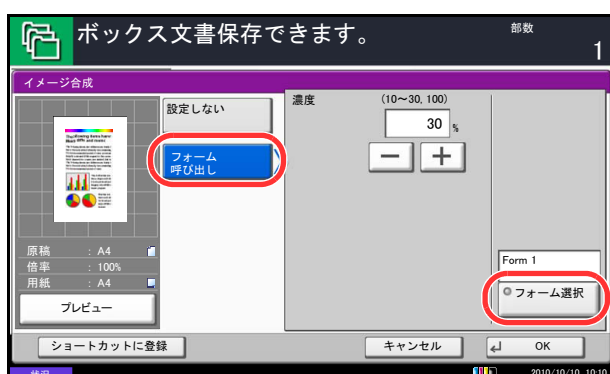 ボックス文書保存できます。
部数
1
イメージ合成
設定しない
フォーム
呼び出し
濃度
(10～30, 100)
30 %
原稿 : A4
倍率 : 100%
用紙 : A4
プレビュー
Form 1
フォーム選択
ショートカットに登録
キャンセル
OK
状況
2010/10/10 10:10